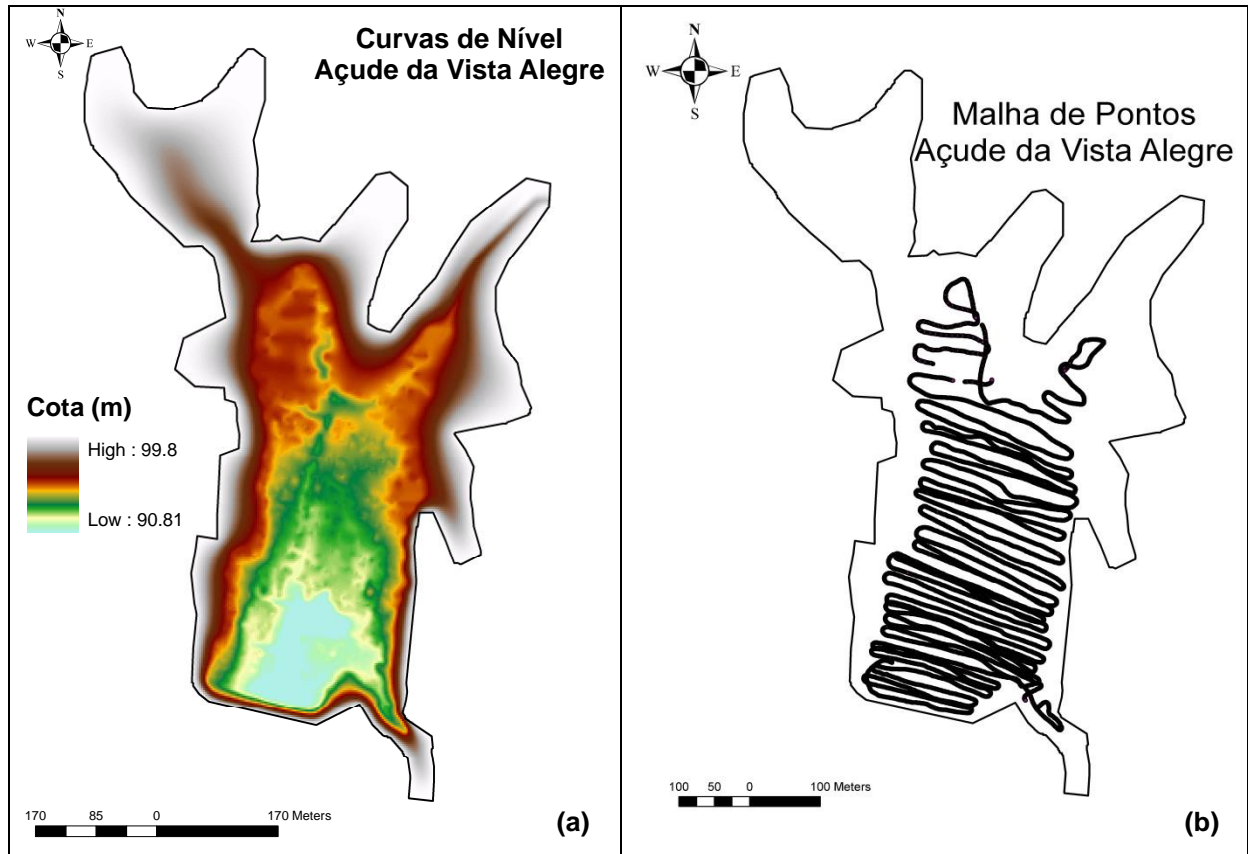 N
W E
S
Curvas de Nível
Açude da Vista Alegre
Cota (m)
High : 99.8
Low : 90.81
170 85 0 170 Meters
(a)
N
W E
S
Malha de Pontos
Açude da Vista Alegre
100 50 0 100 Meters
(b)